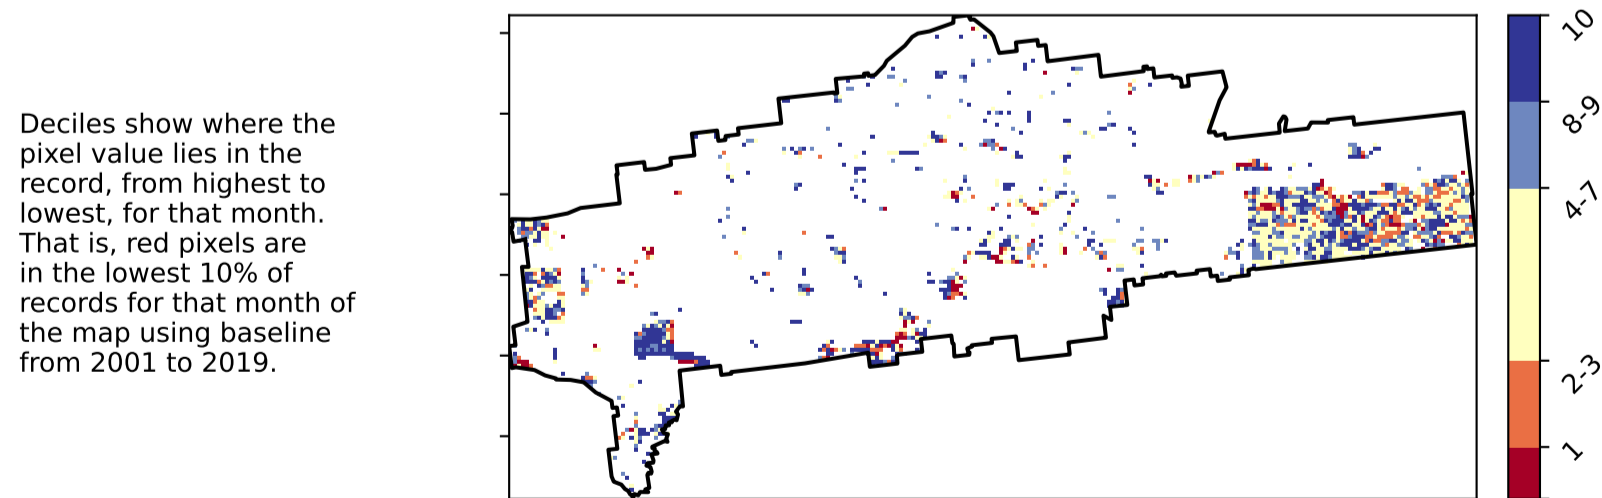 Deciles show where the
pixel value lies in the
record, from highest to
lowest, for that month.
That is, red pixels are
in the lowest 10% of
records for that month of
the map using baseline
from 2001 to 2019.
10
8-9
4-7
2-3
1